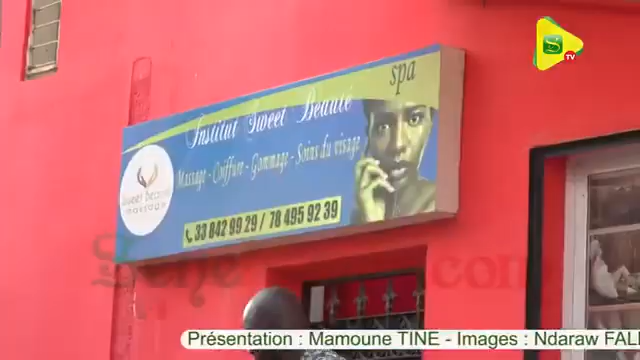 S
TV
spa
Institut Sweet Beauté
Massage - Coiffure - Gommage - Soins du visage
sweet beauté
massage
33 842 99 29 / 78 495 92 39
Présentation : Mamoune TINE - Images : Ndaraw FALL